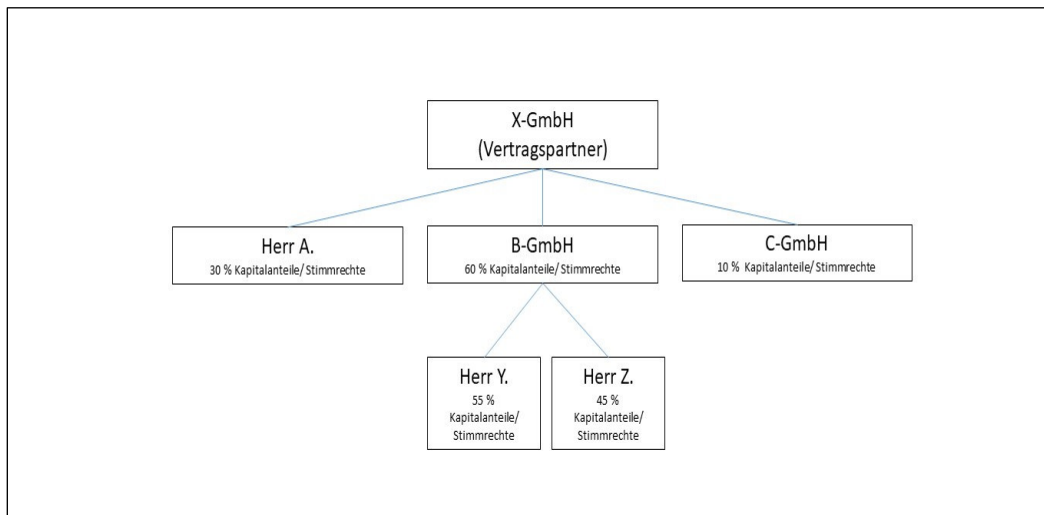 X-GmbH
(Vertragspartner)
Herr A.
30 % Kapitalanteile/ Stimmrechte
B-GmbH
60 % Kapitalanteile/ Stimmrechte
C-GmbH
10 % Kapitalanteile/ Stimmrechte
Herr Y.
55 %
Kapitalanteile/
Stimmrechte
Herr Z.
45 %
Kapitalanteile/
Stimmrechte